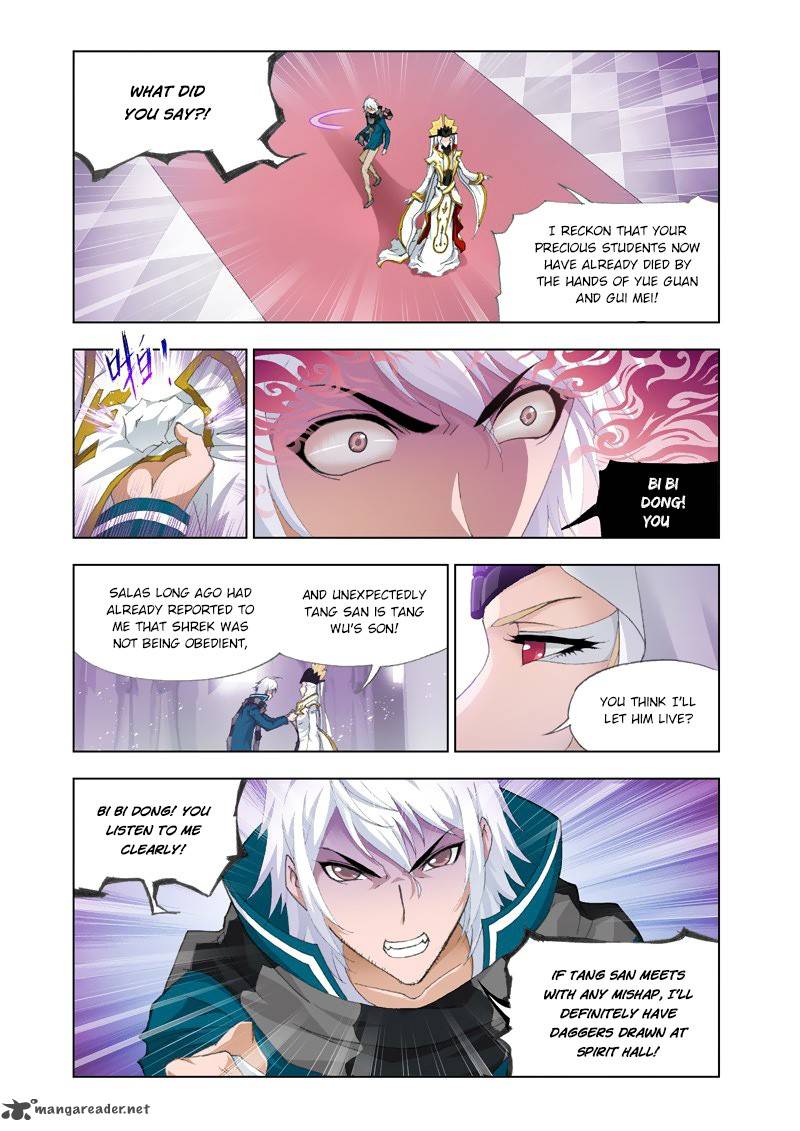 WHAT DID
YOU SAY?!
I RECKON THAT YOUR
PRECIOUS STUDENTS NOW
HAVE ALREADY DIED BY
THE HANDS OF YUE GUAN
AND GUI MEI!
BI BI
DONG!
YOU
SALAS LONG AGO HAD
ALREADY REPORTED TO
ME THAT SHREK WAS
NOT BEING OBEDIENT,
AND UNEXPECTEDLY
TANG SAN IS TANG
WU'S SON!
YOU THINK I'LL
LET HIM LIVE?
BI BI DONG! YOU
LISTEN TO ME
CLEARLY!
IF TANG SAN MEETS
WITH ANY MISHAP, I'LL
DEFINITELY HAVE
DAGGERS DRAWN AT
SPIRIT HALL!
mangareader.net